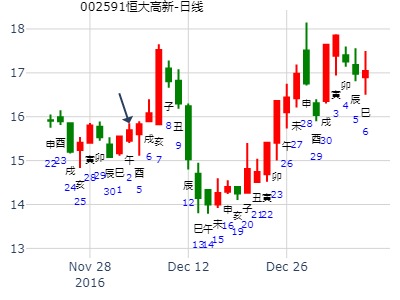 002591恒大高新-日线
18
17
16
15
14
13
申
22
酉
23
戌
24
亥
25
寅
28
卯
29
辰
30
巳
1
午
2
酉
5
戌
6
亥
7
子
8
丑
9
辰
12
巳
13
午
14
未
15
申
16
亥
19
子
20
丑
21
寅
22
卯
23
午
26
未
27
申
28
酉
29
戌
30
寅
3
卯
4
辰
5
巳
6
Nov 28
2016
Dec 12
Dec 26